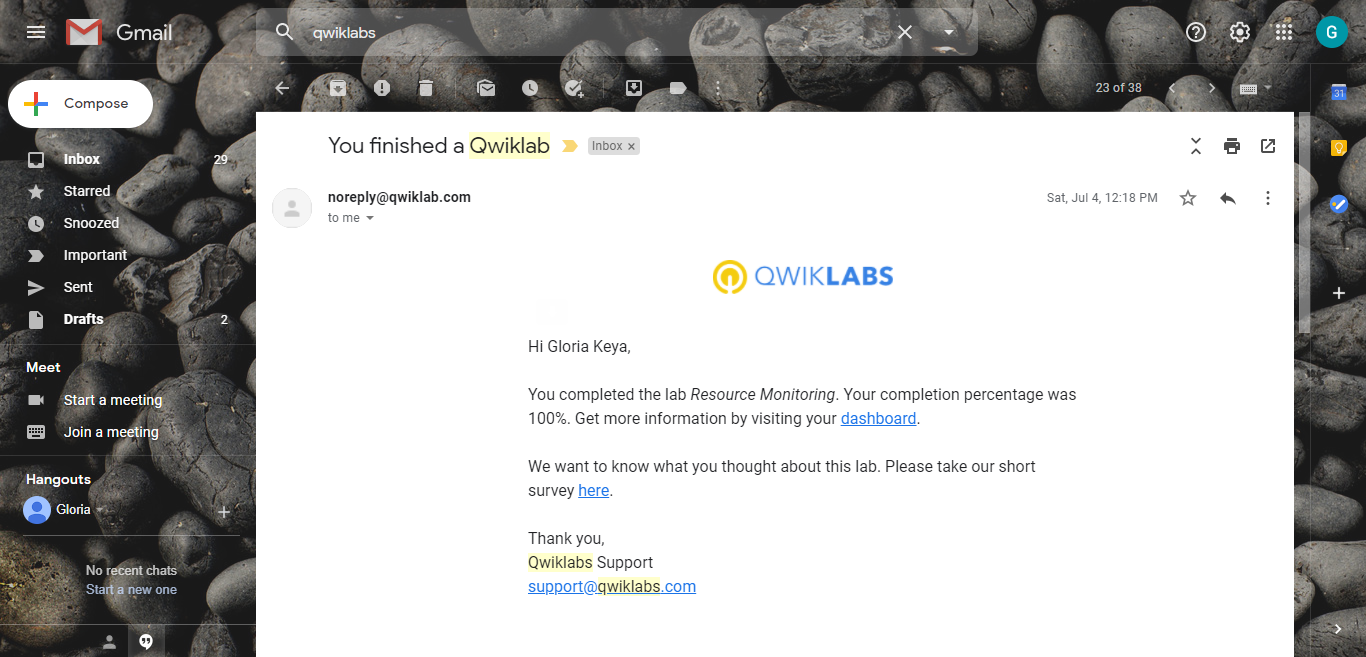 Gmail
qwiklabs
G
Compose
23 of 38
31
You finished a Qwiklab
Inbox x
Inbox 29
Starred
Snoozed
Important
Sent
Drafts 2
noreply@qwiklab.com
Sat, Jul 4, 12:18 PM
to me
QWIKLABS
Hi Gloria Keya,
You completed the lab Resource Monitoring. Your completion percentage was
100%. Get more information by visiting your dashboard.
We want to know what you thought about this lab. Please take our short
survey here.
Thank you,
Qwiklabs Support
support@qwiklabs.com
Meet
Start a meeting
Join a meeting
Hangouts
Gloria
No recent chats
Start a new one